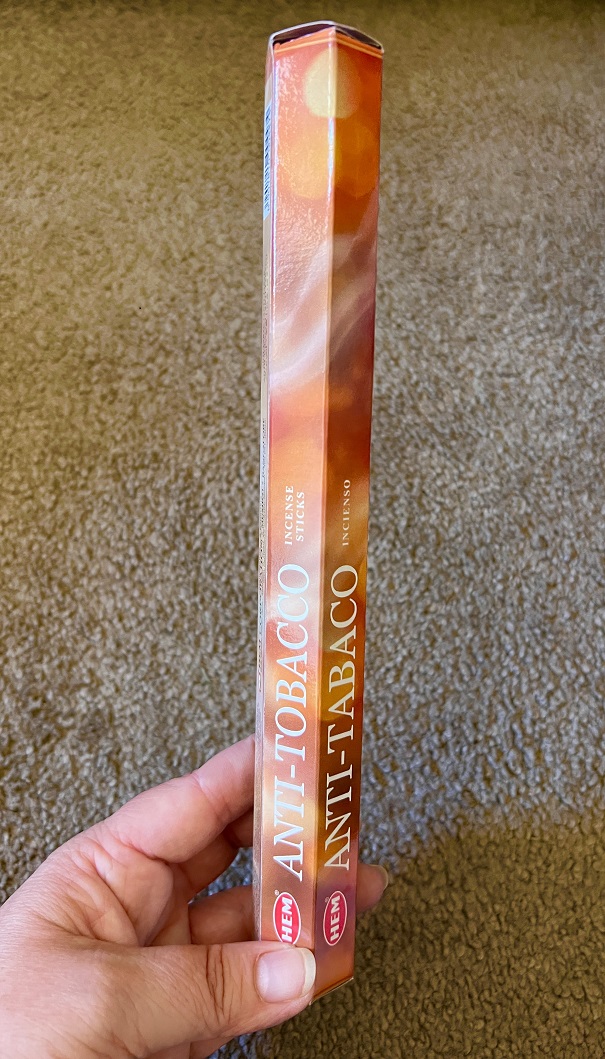 HEM®
ANTI-TOBACCO
INCENSE
STICKS
HEM
ANTI-TABACO
INCIENSO